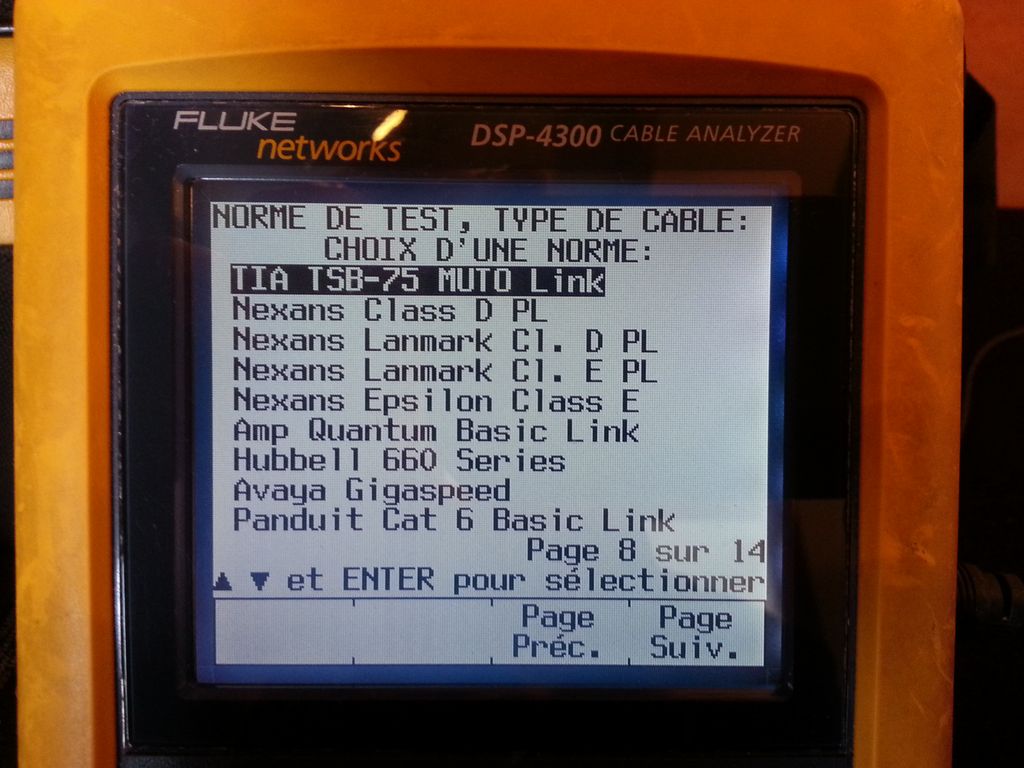 FLUKE
networks
DSP-4300 CABLE ANALYZER
NORME DE TEST, TYPE DE CABLE:
CHOIX D'UNE NORME:
TIA TSB-75 MUTO Link
Nexans Class D PL
Nexans Lanmark Cl. D PL
Nexans Lanmark Cl. E PL
Nexans Epsilon Class E
Amp Quantum Basic Link
Hubbell 660 Series
Avaya Gigaspeed
Panduit Cat 6 Basic Link
Page 8 sur 14
▲ ▼ et ENTER pour sélectionner
Page Page
Préc. Suiv.